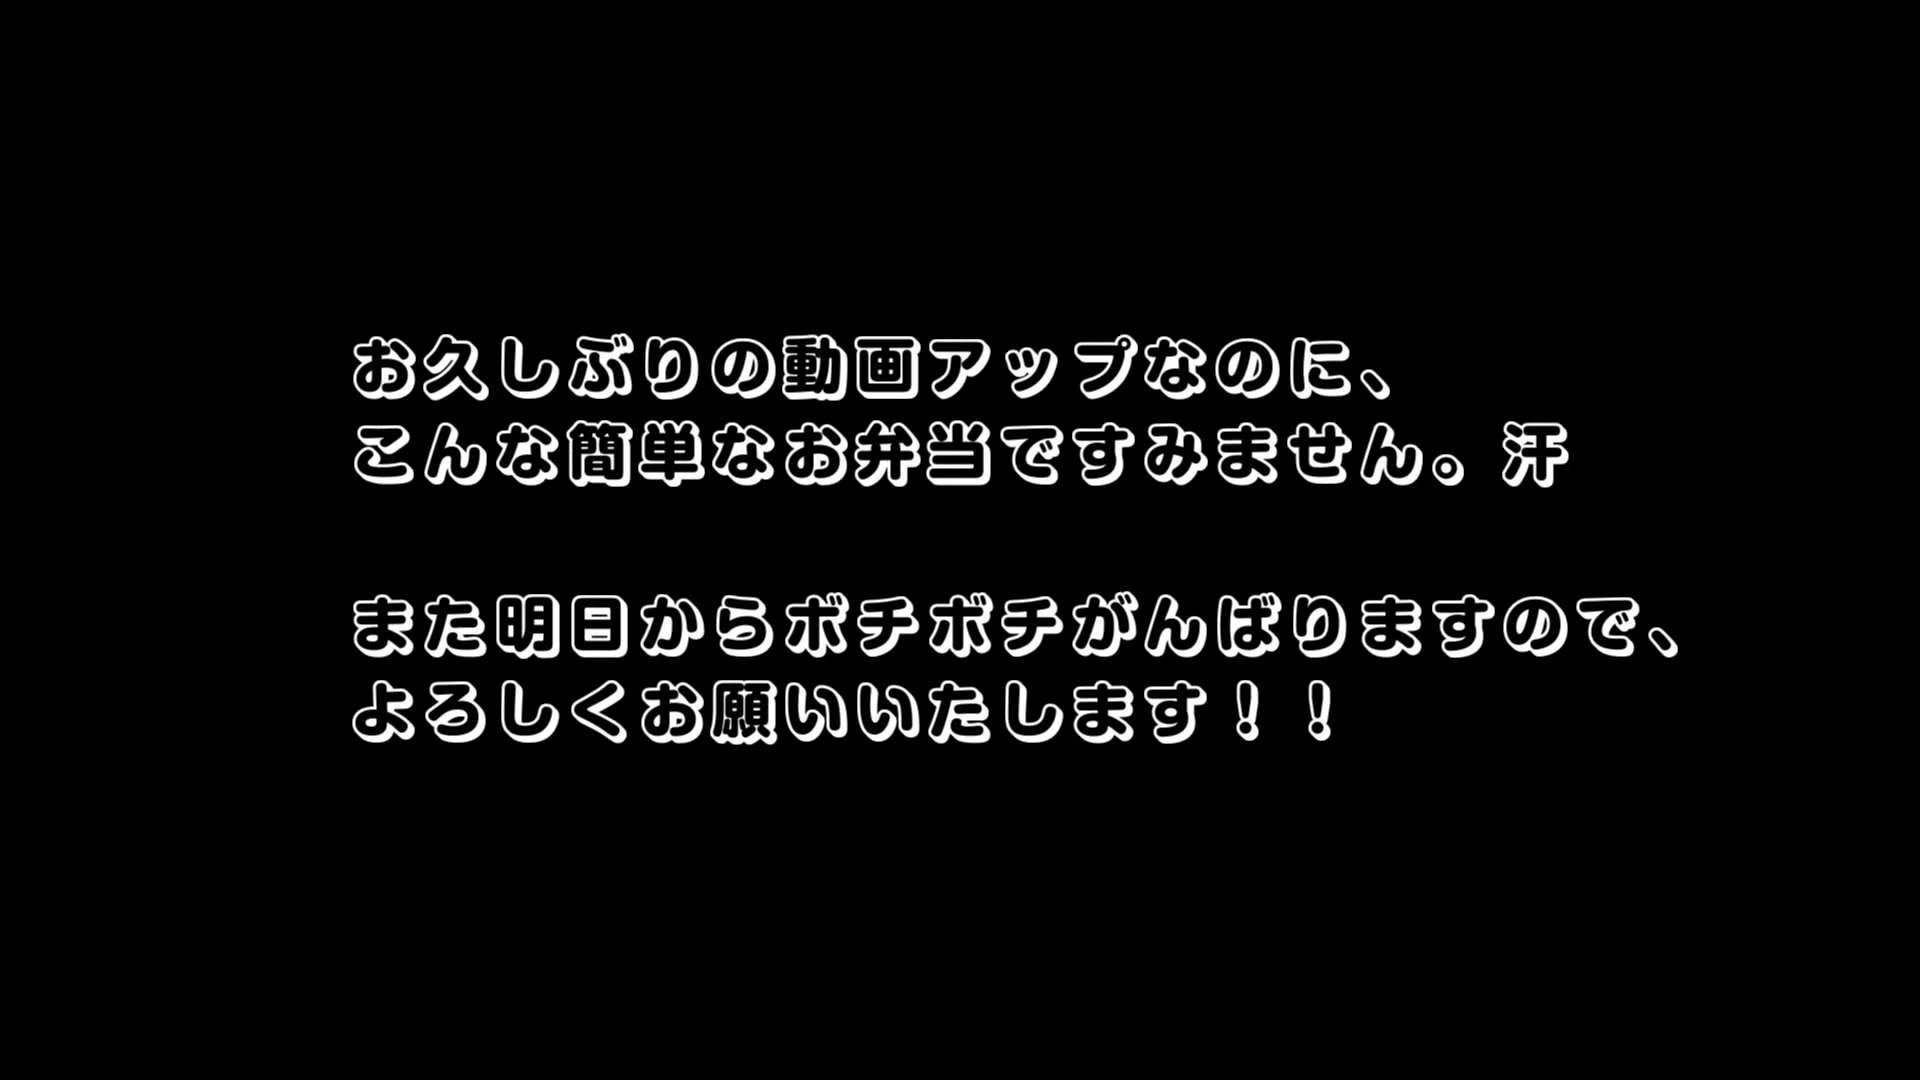 お久しぶりの動画アップなのに、
こんな簡単なお弁当ですみません。汗
また明日からボチボチがんばりますので、
よろしくお願いいたします！！